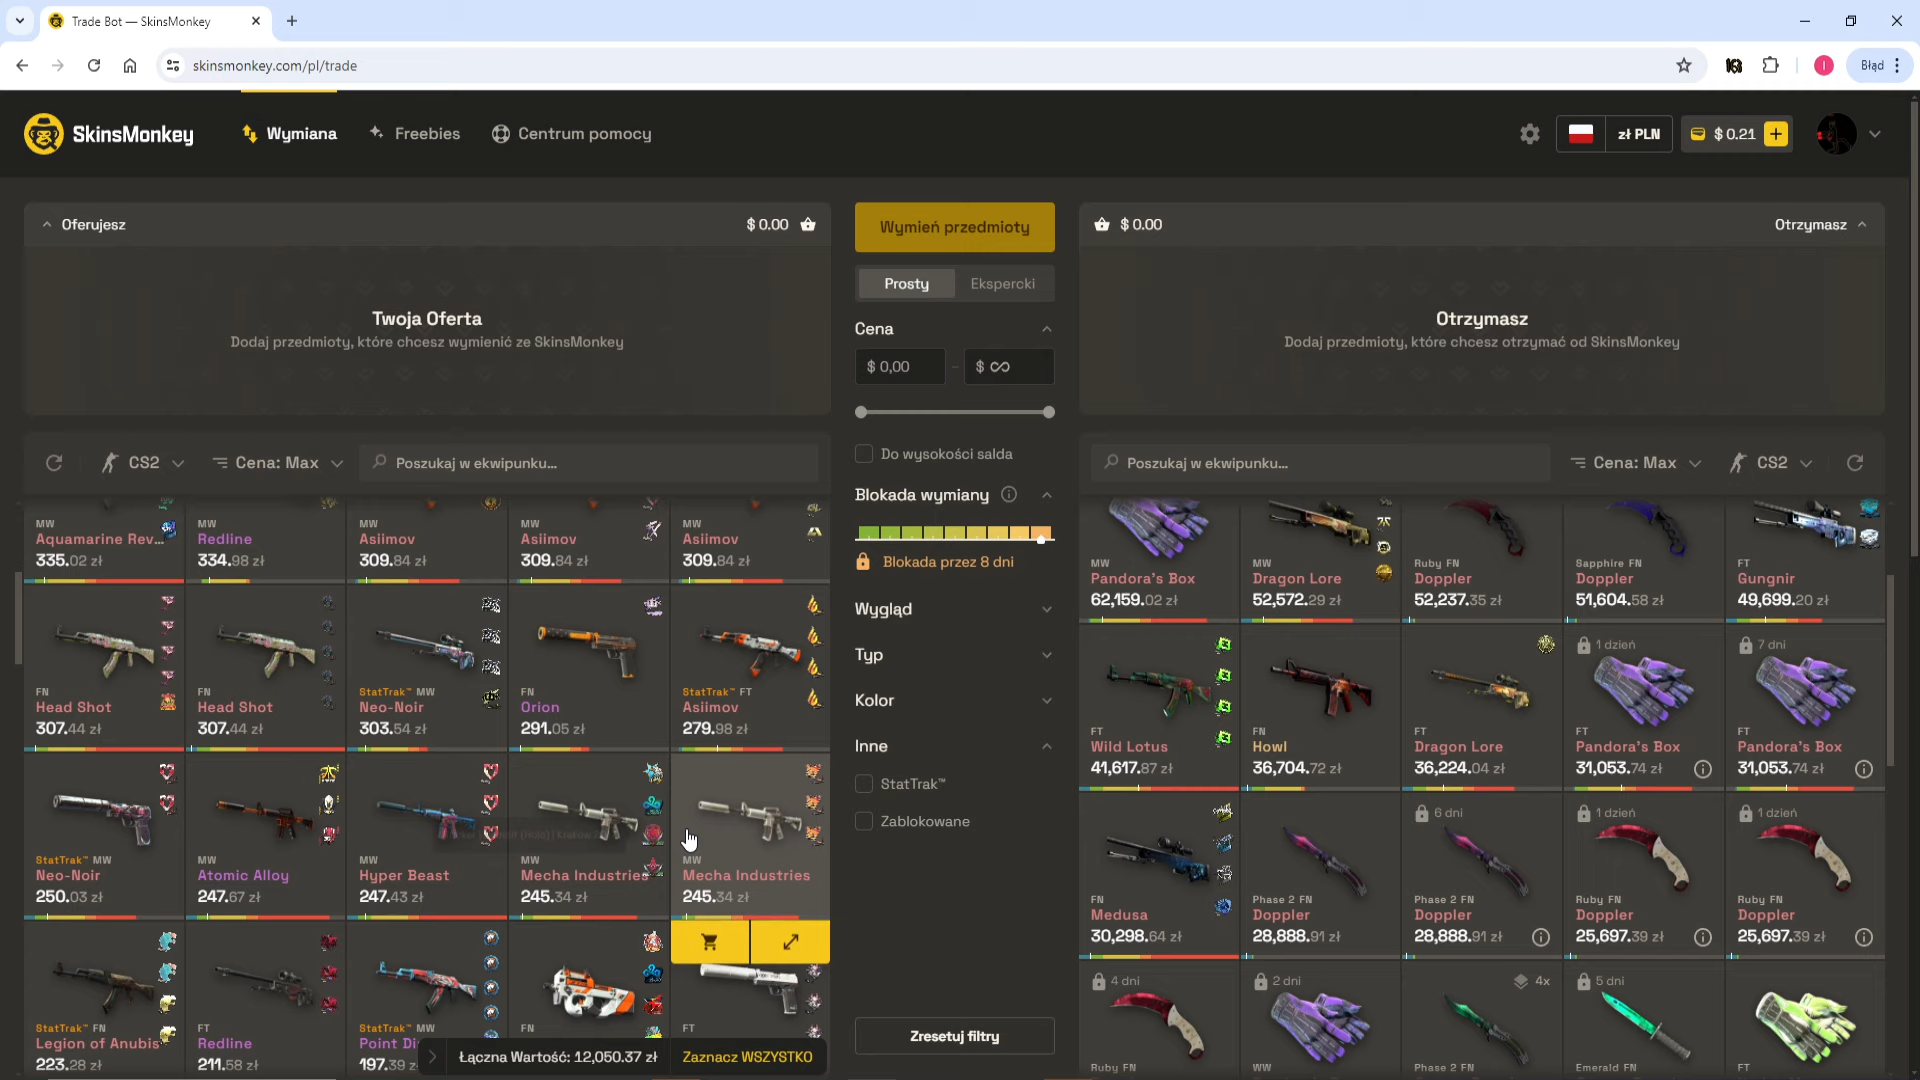 Trade Bot — SkinsMonkey
skinsmonkey.com/pl/trade
Błąd
SkinsMonkey
Wymiana
Freebies
Centrum pomocy
zł PLN
$ 0.21
Oferujesz
$ 0.00
Wymień przedmioty
$ 0.00
Otrzymasz
Prosty
Ekspercki
Twoja Oferta
Dodaj przedmioty, które chcesz wymienić ze SkinsMonkey
Cena
$ 0,00 - $ ∞
Otrzymasz
Dodaj przedmioty, które chcesz otrzymać od SkinsMonkey
CS2
Cena: Max
Poszukaj w ekwipunku...
Do wysokości salda
Blokada wymiany
Blokada przez 8 dni
Wygląd
Typ
Kolor
Inne
StatTrak™
Zablokowane
Zresetuj filtry
Poszukaj w ekwipunku...
Cena: Max
CS2
MW MW MW MW MW
Aquamarine Rev... Redline Asiimov Asiimov Asiimov
335.02 zł 334.98 zł 309.84 zł 309.84 zł 309.84 zł
FN FN StatTrak™ MW FN StatTrak™ FT
Head Shot Head Shot Neo-Noir Orion Asiimov
307.44 zł 307.44 zł 303.54 zł 291.05 zł 279.98 zł
StatTrak™ MW MW MW MW MW
Neo-Noir Atomic Alloy Hyper Beast Mecha Industries Mecha Industries
250.03 zł 247.67 zł 247.43 zł 245.34 zł 245.34 zł
StatTrak™ FN FT StatTrak™ MW FN FT
Legion of Anubis Redline Point Di
223.28 zł 211.58 zł 197.39 zł
Łączna Wartość: 12,050.37 zł
Zaznacz WSZYSTKO
MW MW Ruby FN Sapphire FN FT
Pandora's Box Dragon Lore Doppler Doppler Gungnir
62,159.02 zł 52,572.29 zł 52,237.35 zł 51,604.58 zł 49,699.20 zł
1 dzień 7 dni
FT FN FT FT FT
Wild Lotus Howl Dragon Lore Pandora's Box Pandora's Box
41,617.87 zł 36,704.72 zł 36,224.04 zł 31,053.74 zł 31,053.74 zł
6 dni 1 dzień 1 dzień
FN Phase 2 FN Phase 2 FN Ruby FN Ruby FN
Medusa Doppler Doppler Doppler Doppler
30,298.64 zł 28,888.91 zł 28,888.91 zł 25,697.39 zł 25,697.39 zł
4 dni 2 dni 4x 5 dni
Ruby FN WW Phase 2 FN Emerald FN FT